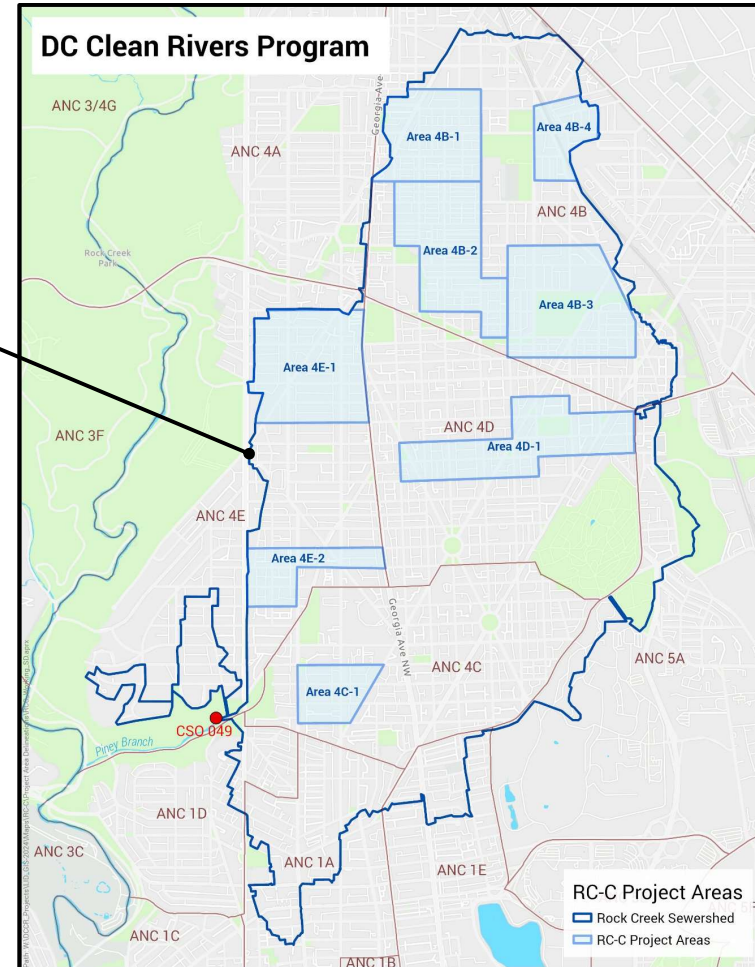 DC Clean Rivers Program
ANC 3/4G
Georgia Ave
ANC 4A
Area 4B-1
Area 4B-4
ANC 4B
Rock Creek
Park
Area 4B-2
Area 4B-3
Area 4E-1
ANC 3F
ANC 4D
Area 4D-1
ANC 4E
Area 4E-2
Georgia Ave NW
ANC 4C
ANC 5A
Area 4C-1
CSO 049
Piney Branch
ANC 1D
ANC 3C
ANC 1A
ANC 1E
ANC 1C
ANC 1B
RC-C Project Areas
Rock Creek Sewershed
RC-C Project Areas